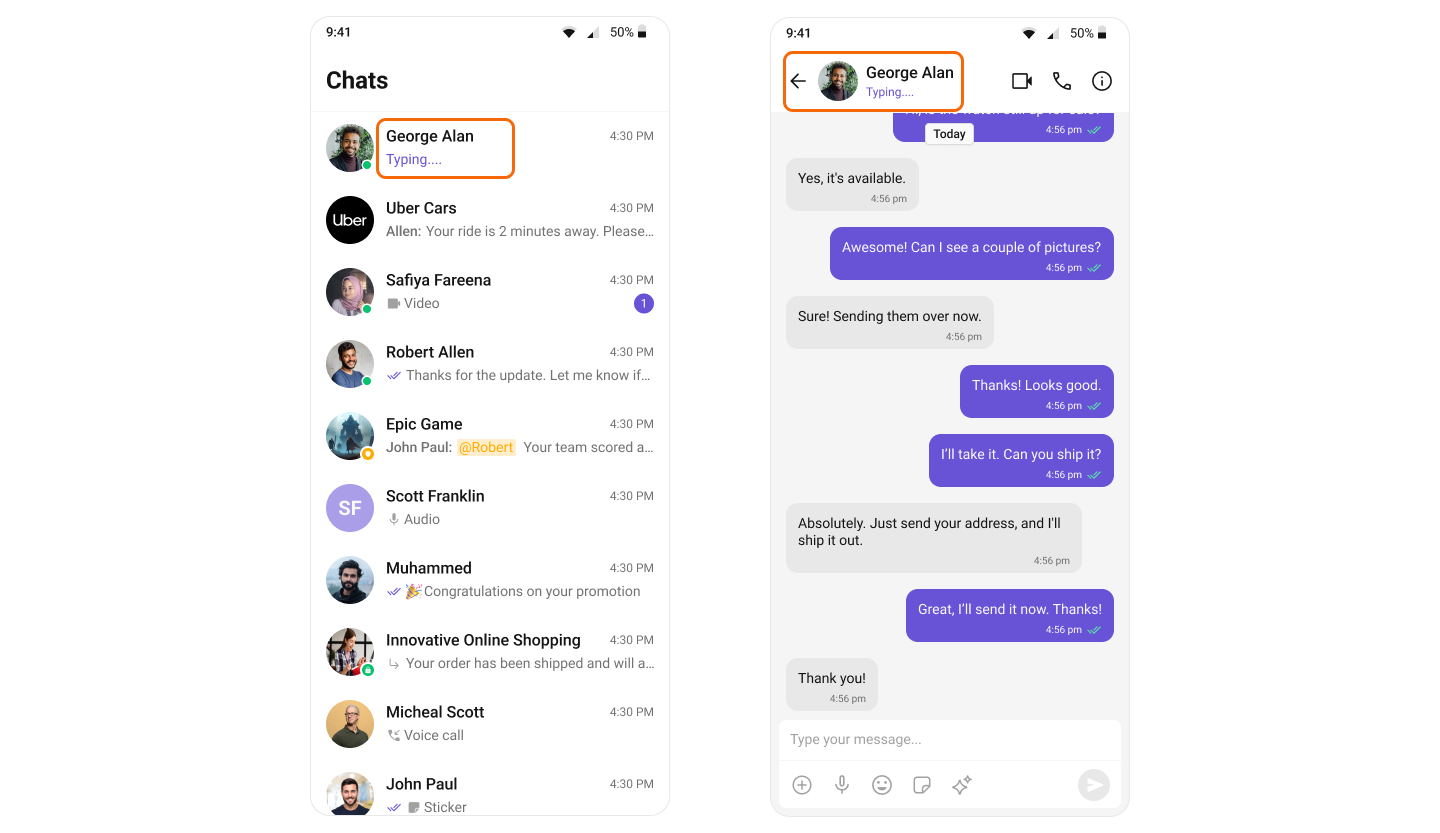 9:41
50%
Chats
George Alan
4:30 PM
Typing....
Uber
Uber Cars
4:30 PM
Allen: Your ride is 2 minutes away. Please...
Safiya Fareena
4:30 PM
Video
1
Robert Allen
4:30 PM
Thanks for the update. Let me know if...
Epic Game
4:30 PM
John Paul: @Robert Your team scored a...
SF
Scott Franklin
4:30 PM
Audio
Muhammed
4:30 PM
🎉Congratulations on your promotion
Innovative Online Shopping
4:30 PM
Your order has been shipped and will a...
Micheal Scott
4:30 PM
Voice call
John Paul
4:30 PM
Sticker
9:41
50%
George Alan
Typing....
4:56 pm
Today
Yes, it's available.
4:56 pm
Awesome! Can I see a couple of pictures?
4:56 pm
Sure! Sending them over now.
4:56 pm
Thanks! Looks good.
4:56 pm
I’ll take it. Can you ship it?
4:56 pm
Absolutely. Just send your address, and I'll
ship it out.
4:56 pm
Great, I’ll send it now. Thanks!
4:56 pm
Thank you!
4:56 pm
Type your message...